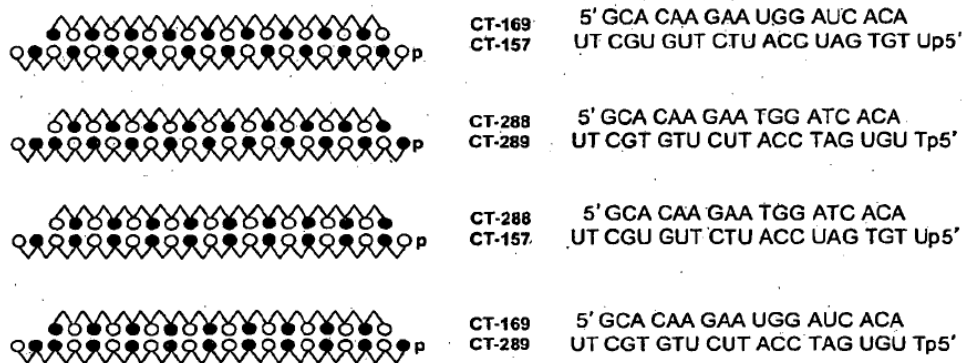 CT-169 5' GCA CAA GAA UGG AUC ACA
p CT-157 UT CGU GUT CTU ACC UAG TGT Up5'
CT-288 5' GCA CAA GAA TGG ATC ACA
p CT-289 UT CGT GTU CUT ACC TAG UGU Tp5'
CT-288 5' GCA CAA GAA TGG ATC ACA
p CT-157 UT CGU GUT CTU ACC UAG TGT Up5'
CT-169 5' GCA CAA GAA UGG AUC ACA
p CT-289 UT CGT GTU CUT ACC TAG UGU Tp5'